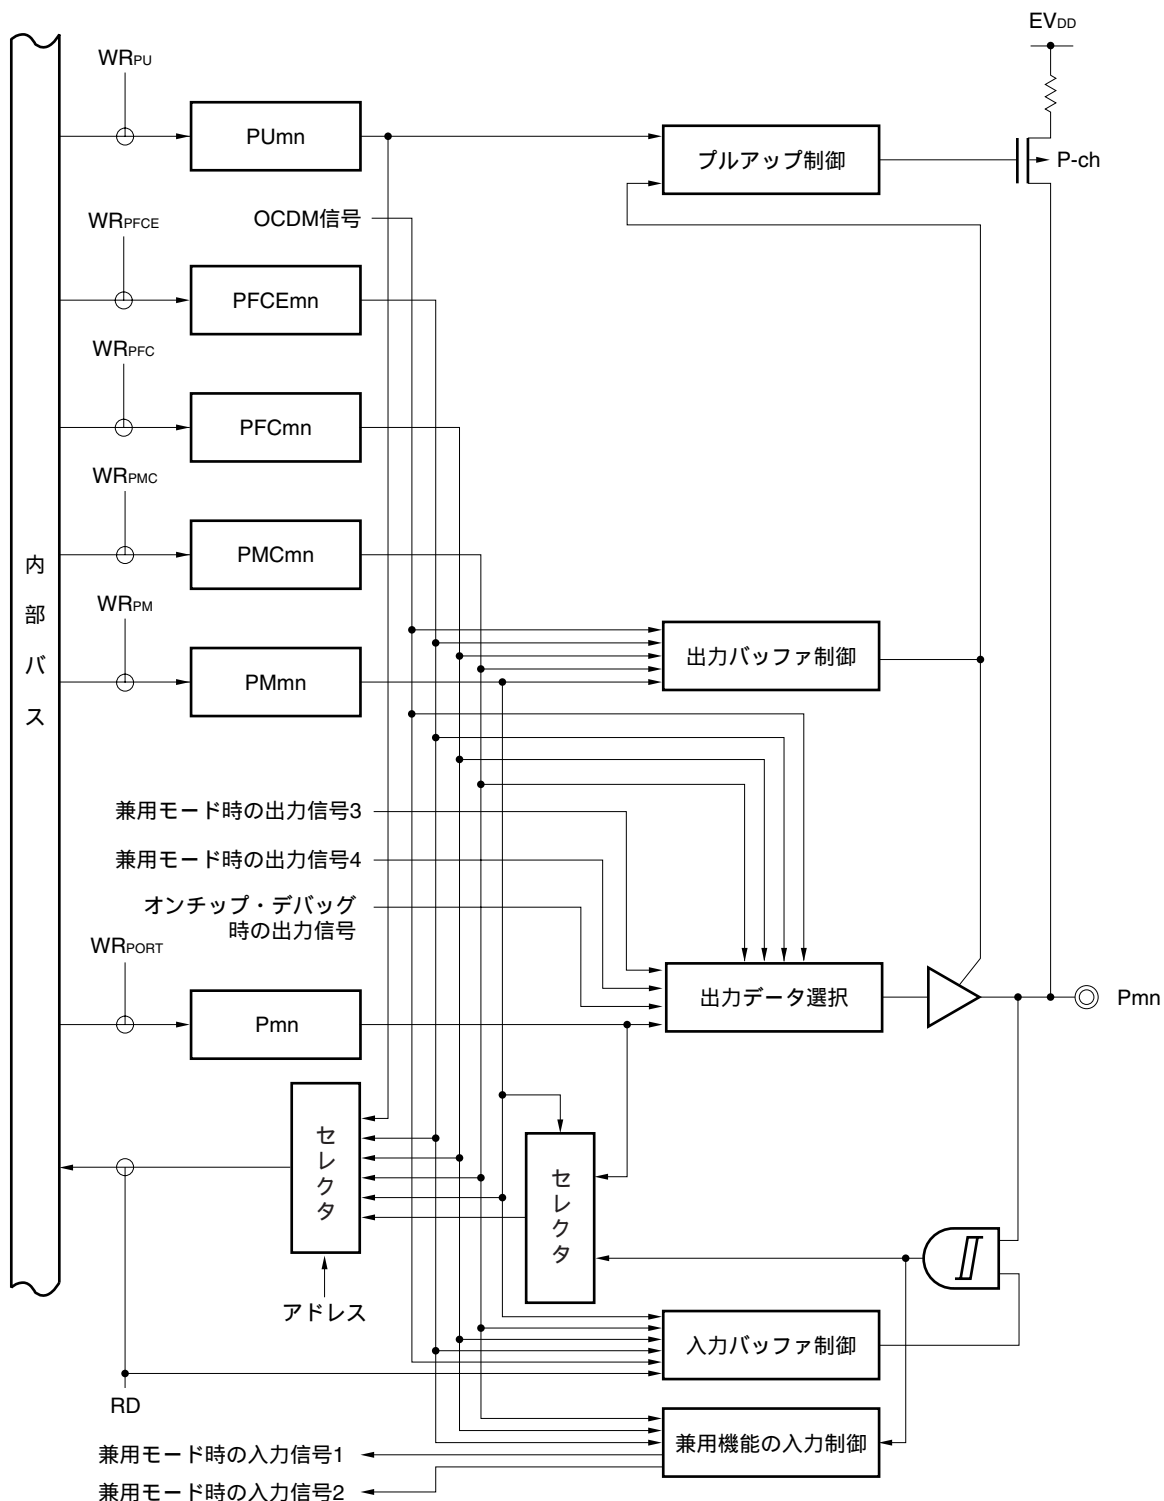 EVDD
WRPU
PUmn
プルアップ制御
P-ch
OCDM信号
WRPFCE
PFCEmn
WRPFC
PFCmn
WRPMC
PMCmn
内部バス
WRPM
PMmn
出力バッファ制御
兼用モード時の出力信号3
兼用モード時の出力信号4
オンチップ・デバッグ
時の出力信号
WRPORT
Pmn
出力データ選択
Pmn
セレクタ
セレクタ
アドレス
入力バッファ制御
RD
兼用機能の入力制御
兼用モード時の入力信号1
兼用モード時の入力信号2